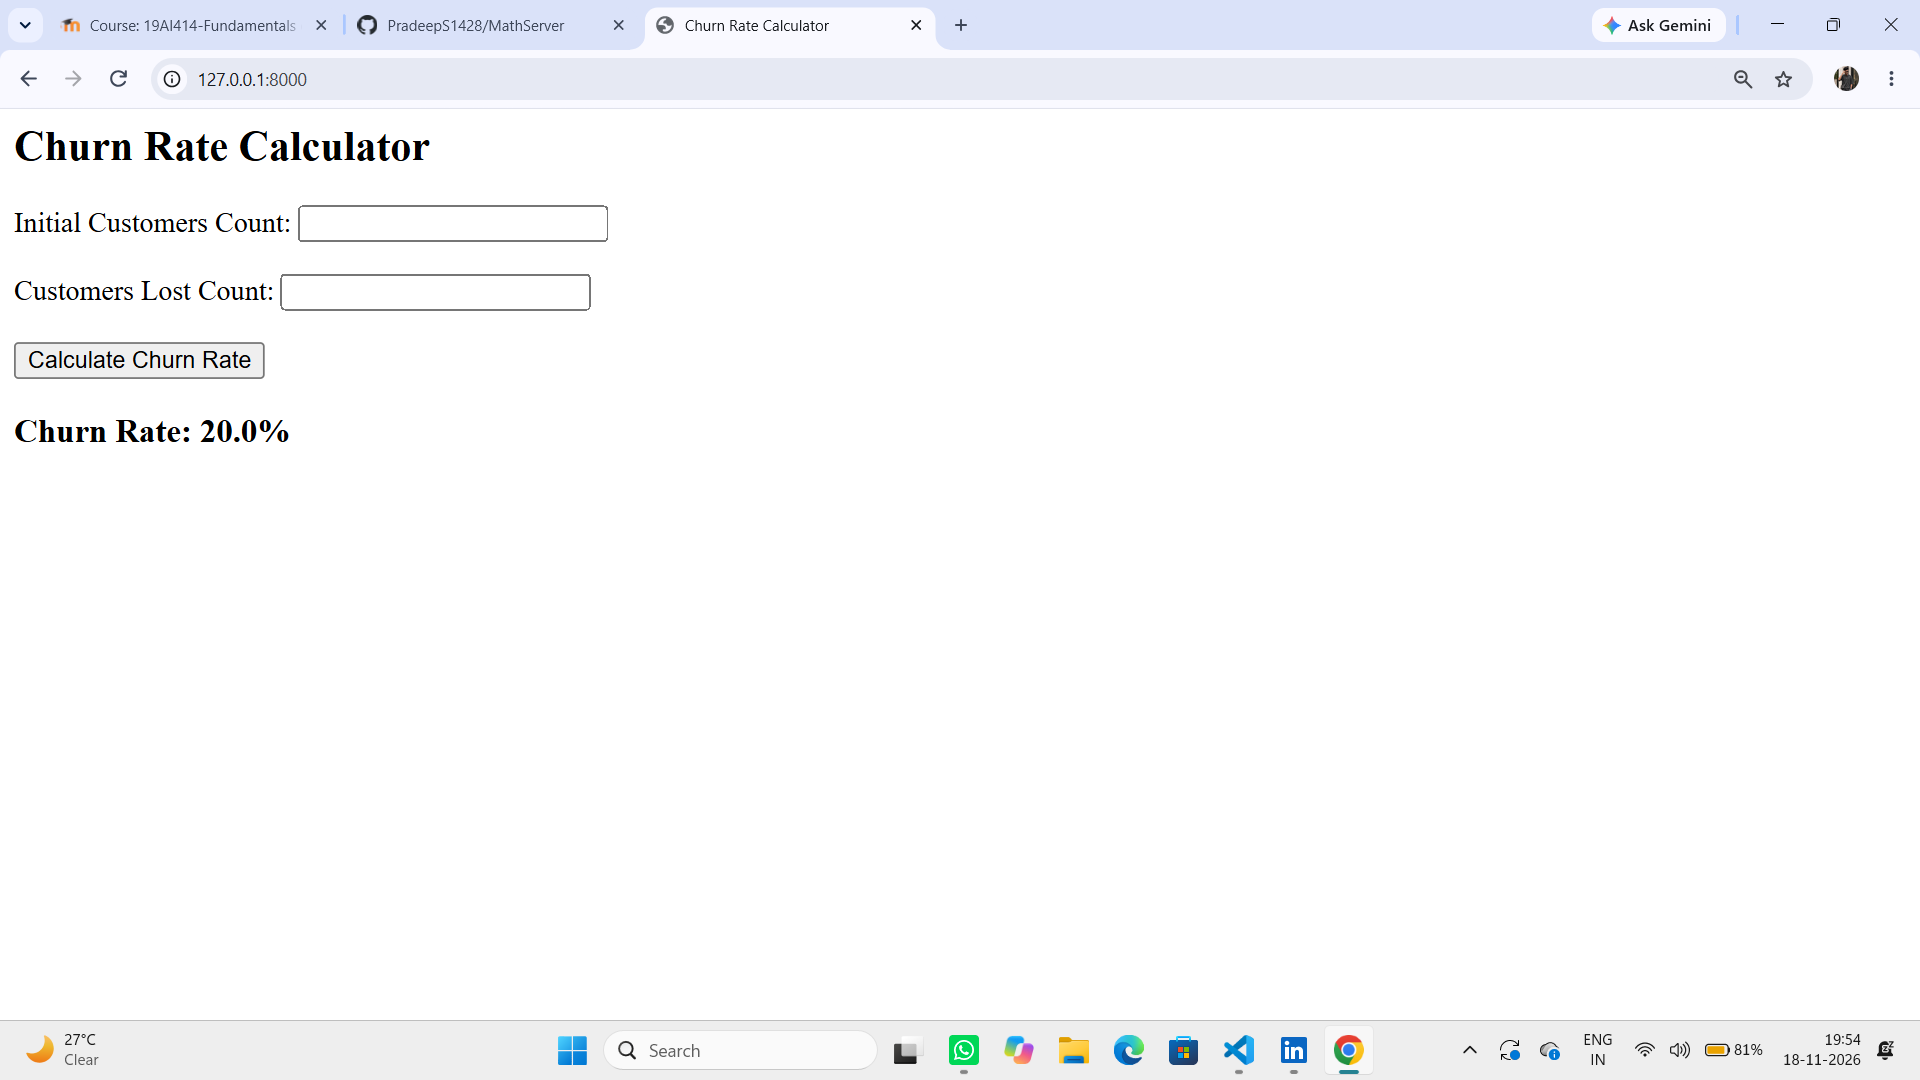 Course: 19AI414-Fundamentals
PradeepS1428/MathServer
Churn Rate Calculator
Ask Gemini
127.0.0.1:8000
Churn Rate Calculator
Initial Customers Count:
Customers Lost Count:
Calculate Churn Rate
Churn Rate: 20.0%
27°C
Clear
Search
ENG
IN
81%
19:54
18-11-2026